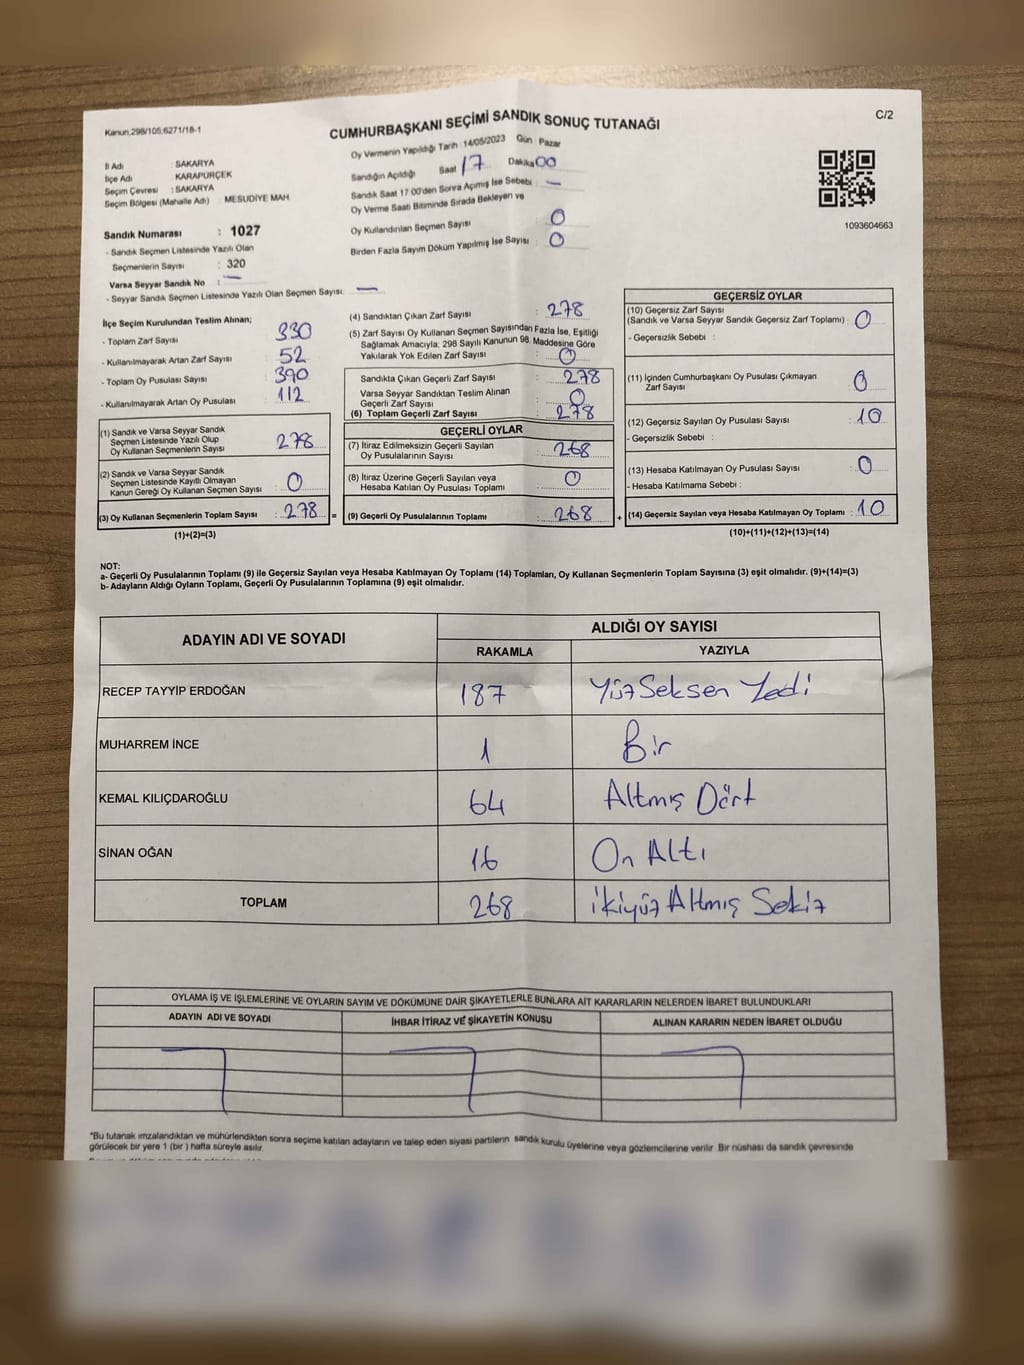 Kanun.298/105,6271/18-1
C/2
CUMHURBAŞKANI SEÇİMİ SANDIK SONUÇ TUTANAĞI
İl Adı SAKARYA
İlçe Adı KARAPÜRÇEK
Seçim Çevresi : SAKARYA
Seçim Bölgesi (Mahalle Adı) : MESUDİYE MAH.
Oy Vermenin Yapıldığı Tarih 14/05/2023 Gün Pazar
Sandığın Açıldığı Saat 17 Dakika 00
Sandık Saat 17:00'den Sonra Açımış İse Sebebi : —
Oy Verme Saati Bitiminde Sırada Bekleyen ve
Oy Kullandırılan Seçmen Sayısı : 0
Birden Fazla Sayım Döküm Yapılmış İse Sayısı : 0
1093604663
Sandık Numarası : 1027
- Sandık Seçmen Listesinde Yazılı Olan
Seçmenlerin Sayısı : 320
Varsa Seyyar Sandık No : —
- Seyyar Sandık Seçmen Listesinde Yazılı Olan Seçmen Sayısı: —
İlçe Seçim Kurulundan Teslim Alınan;
- Toplam Zarf Sayısı : 330
- Kullanılmayarak Artan Zarf Sayısı : 52
- Toplam Oy Pusulası Sayısı : 390
- Kullanılmayarak Artan Oy Pusulası : 112
(1) Sandık ve Varsa Seyyar Sandık
Seçmen Listesinde Yazılı Olup
Oy Kullanan Seçmenlerin Sayısı : 278
(2) Sandık ve Varsa Seyyar Sandık
Seçmen Listesinde Kayıtlı Olmayan
Kanun Gereği Oy Kullanan Seçmen Sayısı : 0
(3) Oy Kullanan Seçmenlerin Toplam Sayısı : 278 =
(1)+(2)=(3)
(4) Sandıktan Çıkan Zarf Sayısı : 278
(5) Zarf Sayısı Oy Kullanan Seçmen Sayısından Fazla İse, Eşitliği
Sağlamak Amacıyla; 298 Sayılı Kanunun 98. Maddesine Göre
Yakılarak Yok Edilen Zarf Sayısı : 0
Sandıkta Çıkan Geçerli Zarf Sayısı : 278
Varsa Seyyar Sandıktan Teslim Alınan
Geçerli Zarf Sayısı : 0
(6) Toplam Geçerli Zarf Sayısı : 278
GEÇERLİ OYLAR
(7) İtiraz Edilmeksizin Geçerli Sayılan
Oy Pusulalarının Sayısı : 268
(8) İtiraz Üzerine Geçerli Sayılan veya
Hesaba Katılan Oy Pusulası Toplamı : 0
(9) Geçerli Oy Pusulalarının Toplamı : 268 +
GEÇERSİZ OYLAR
(10) Geçersiz Zarf Sayısı
(Sandık ve Varsa Seyyar Sandık Geçersiz Zarf Toplamı) : 0
- Geçersizlik Sebebi :
(11) İçinden Cumhurbaşkanı Oy Pusulası Çıkmayan
Zarf Sayısı : 0
(12) Geçersiz Sayılan Oy Pusulası Sayısı : 10
- Geçersizlik Sebebi :
(13) Hesaba Katılmayan Oy Pusulası Sayısı : 0
- Hesaba Katılmama Sebebi :
(14) Geçersiz Sayılan veya Hesaba Katılmayan Oy Toplamı : 10
(10)+(11)+(12)+(13)=(14)
NOT:
a- Geçerli Oy Pusulalarının Toplamı (9) ile Geçersiz Sayılan veya Hesaba Katılmayan Oy Toplamı (14) Toplamları, Oy Kullanan Seçmenlerin Toplam Sayısına (3) eşit olmalıdır. (9)+(14)=(3)
b- Adayların Aldığı Oyların Toplamı, Geçerli Oy Pusulalarının Toplamına (9) eşit olmalıdır.
ADAYIN ADI VE SOYADI
ALDIĞI OY SAYISI
RAKAMLA YAZIYLA
RECEP TAYYİP ERDOĞAN 187 Yüz Seksen Yedi
MUHARREM İNCE 1 Bir
KEMAL KILIÇDAROĞLU 64 Altmış Dört
SİNAN OĞAN 16 On Altı
TOPLAM 268 ikiyüz Altmış Sekiz
OYLAMA İŞ VE İŞLEMLERİNE VE OYLARIN SAYIM VE DÖKÜMÜNE DAİR ŞİKAYETLERLE BUNLARA AİT KARARLARIN NELERDEN İBARET BULUNDUKLARI
ADAYIN ADI VE SOYADI İHBAR İTİRAZ VE ŞİKAYETİN KONUSU ALINAN KARARIN NEDEN İBARET OLDUĞU
*Bu tutanak imzalandıktan ve mühürlendikten sonra seçime katılan adayların ve talep eden siyasi partilerin sandık kurulu üyelerine veya gözlemcilerine verilir. Bir nüshası da sandık çevresinde
görülecek bir yere 1 (bir) hafta süreyle asılır.